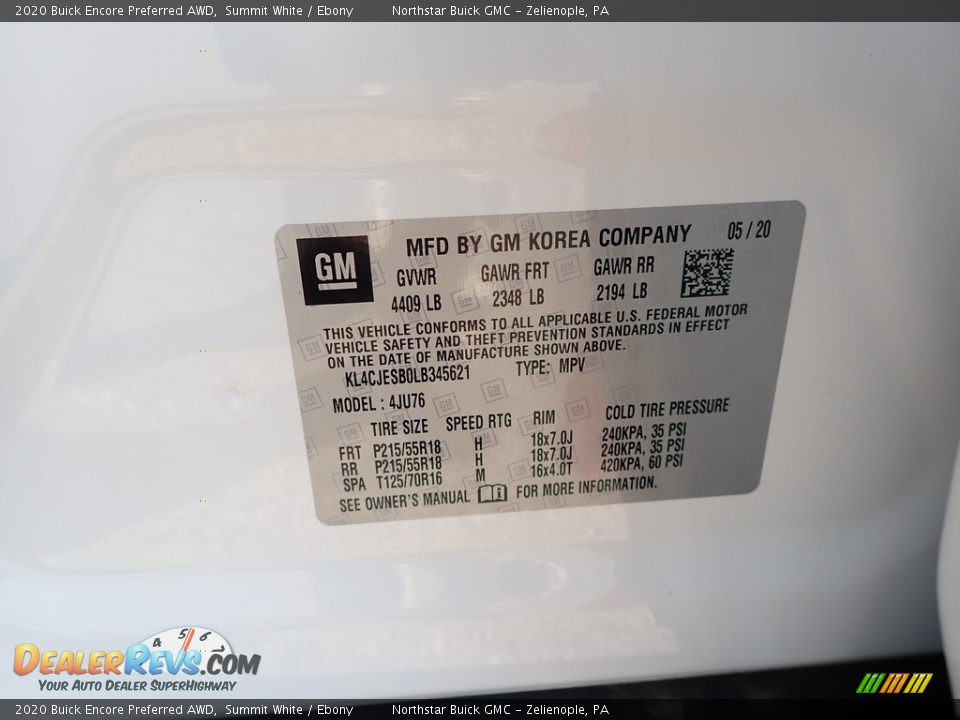 2020 Buick Encore Preferred AWD, Summit White / Ebony Northstar Buick GMC - Zelienople, PA
GM
MFD BY GM KOREA COMPANY 05/20
GVWR GAWR FRT GAWR RR
4409 LB 2348 LB 2194 LB
THIS VEHICLE CONFORMS TO ALL APPLICABLE U.S. FEDERAL MOTOR
VEHICLE SAFETY AND THEFT PREVENTION STANDARDS IN EFFECT
ON THE DATE OF MANUFACTURE SHOWN ABOVE.
KL4CJESB0LB345621 TYPE: MPV
MODEL : 4JU76
TIRE SIZE SPEED RTG RIM COLD TIRE PRESSURE
FRT P215/55R18 H 18x7.0J 240KPA, 35 PSI
RR P215/55R18 H 18x7.0J 240KPA, 35 PSI
SPA T125/70R16 M 16x4.0T 420KPA, 60 PSI
SEE OWNER'S MANUAL FOR MORE INFORMATION.
4 5 6
DEALERREVS.COM
YOUR AUTO DEALER SUPERHIGHWAY
2020 Buick Encore Preferred AWD, Summit White / Ebony Northstar Buick GMC - Zelienople, PA